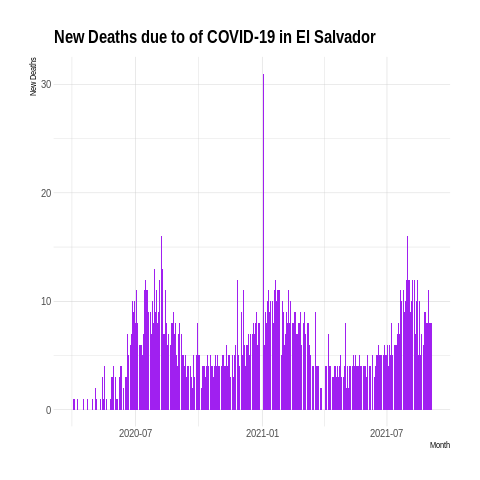 New Deaths due to of COVID-19 in El Salvador
New Deaths
30
20
10
0
2020-07
2021-01
2021-07
Month